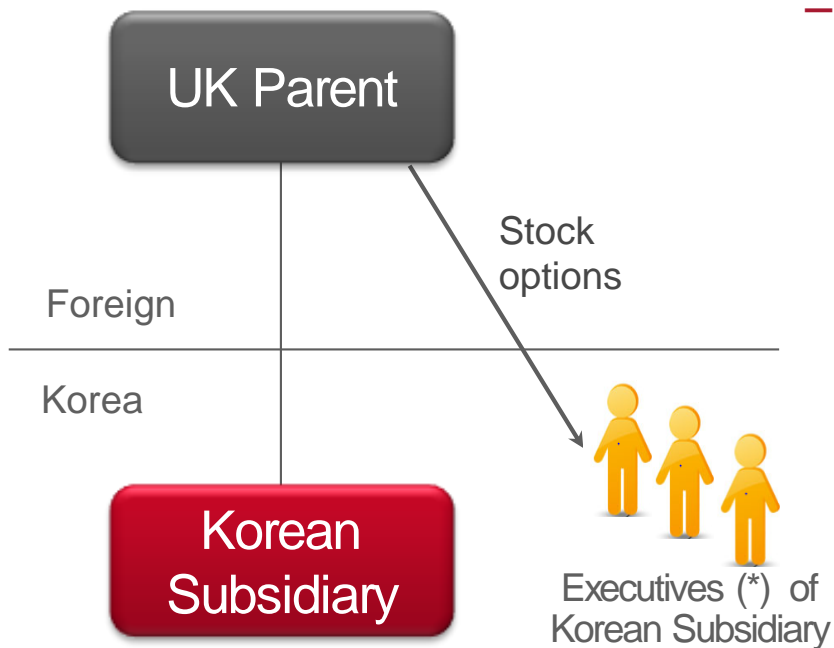 UK Parent
Stock
options
Foreign
Korea
Korean
Subsidiary
Executives (*) of
Korean Subsidiary